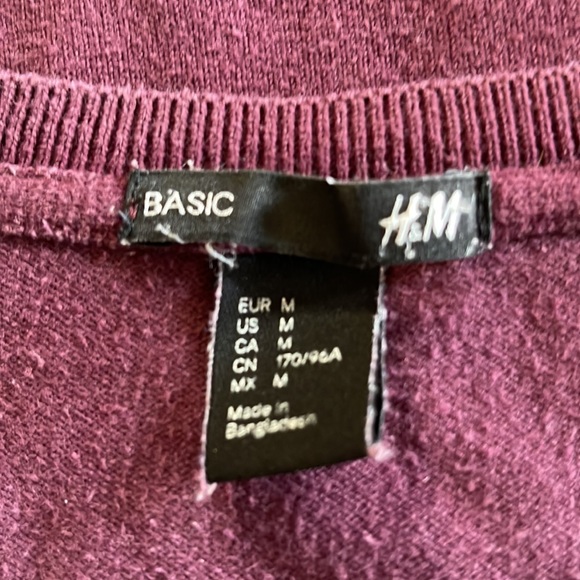 BASIC H&M
EUR M
US M
CA M
CN 170/96A
MX M
Made in
Bangladesh